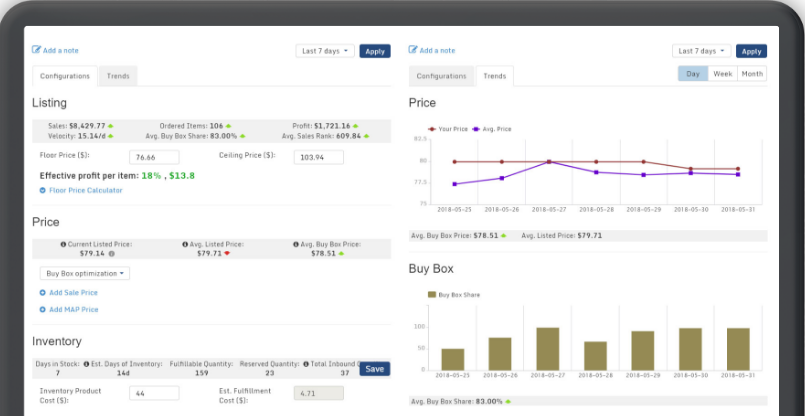 Add a note
Last 7 days
Apply
Configurations Trends
Listing
Sales: $8,429.77 Ordered Items: 106 Profit: $1,721.16
Velocity: 15.14/d Avg. Buy Box Share: 83.00% Avg. Sales Rank: 609.84
Floor Price ($): 76.66 Ceiling Price ($): 103.94
Effective profit per item: 18% , $13.8
Floor Price Calculator
Price
Current Listed Price: Avg. Listed Price: Avg. Buy Box Price:
$79.14 $79.71 $78.51
Buy Box optimization
Add Sale Price
Add MAP Price
Inventory
Days in Stock: Est. Days of Inventory: Fulfillable Quantity: Reserved Quantity: Total Inbound
7 14d 159 23 37
Save
Inventory Product Cost ($): 44 Est. Fulfillment Cost ($): 4.71
Add a note
Last 7 days
Apply
Configurations Trends
Day Week Month
Price
Your Price Avg. Price
82.5
80
77.5
75
2018-05-25 2018-05-26 2018-05-27 2018-05-28 2018-05-29 2018-05-30 2018-05-31
Avg. Buy Box Price: $78.51 Avg. Listed Price: $79.71
Buy Box
Buy Box Share
100
50
0
2018-05-25 2018-05-26 2018-05-27 2018-05-28 2018-05-29 2018-05-30 2018-05-31
Avg. Buy Box Share: 83.00%